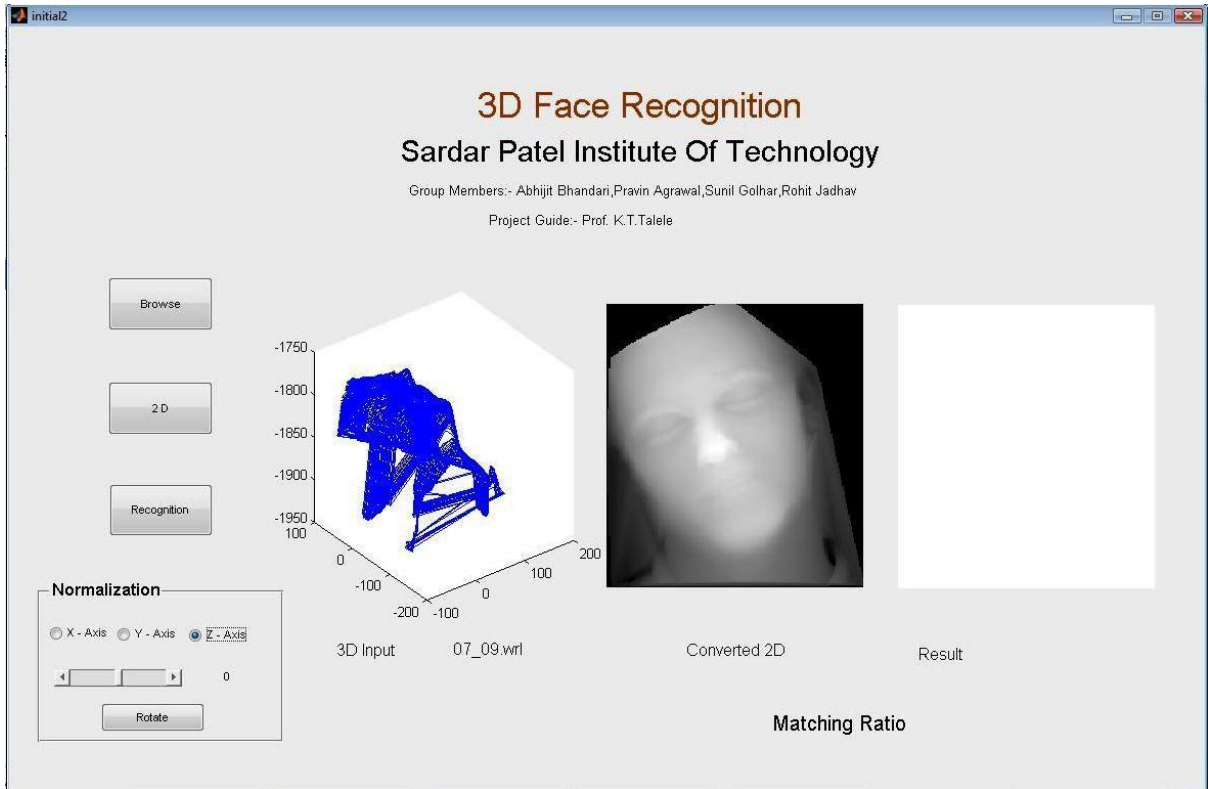 initial2
3D Face Recognition
Sardar Patel Institute Of Technology
Group Members:- Abhijit Bhandari,Pravin Agrawal,Sunil Golhar,Rohit Jadhav
Project Guide:- Prof. K.T.Talele
Browse
2 D
Recognition
-1750
-1800
-1850
-1900
-1950
100
0
-100
-200
-100
0
100
200
3D Input 07_09.wrl
Converted 2D
Result
Normalization
X - Axis Y - Axis Z - Axis
0
Rotate
Matching Ratio